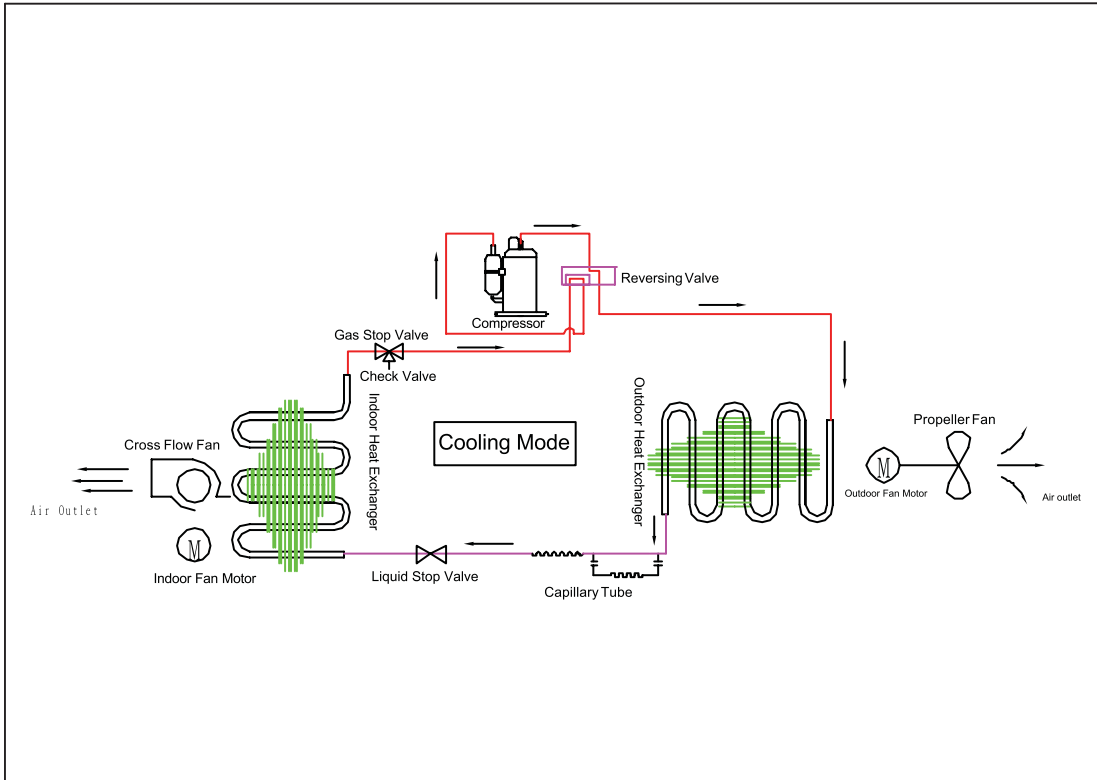 Reversing Valve
Compressor
Gas Stop Valve
Check Valve
Indoor Heat Exchanger
Outdoor Heat Exchanger
Cooling Mode
Propeller Fan
Cross Flow Fan
M
Outdoor Fan Motor
Air outlet
Air Outlet
M
Indoor Fan Motor
Liquid Stop Valve
Capillary Tube